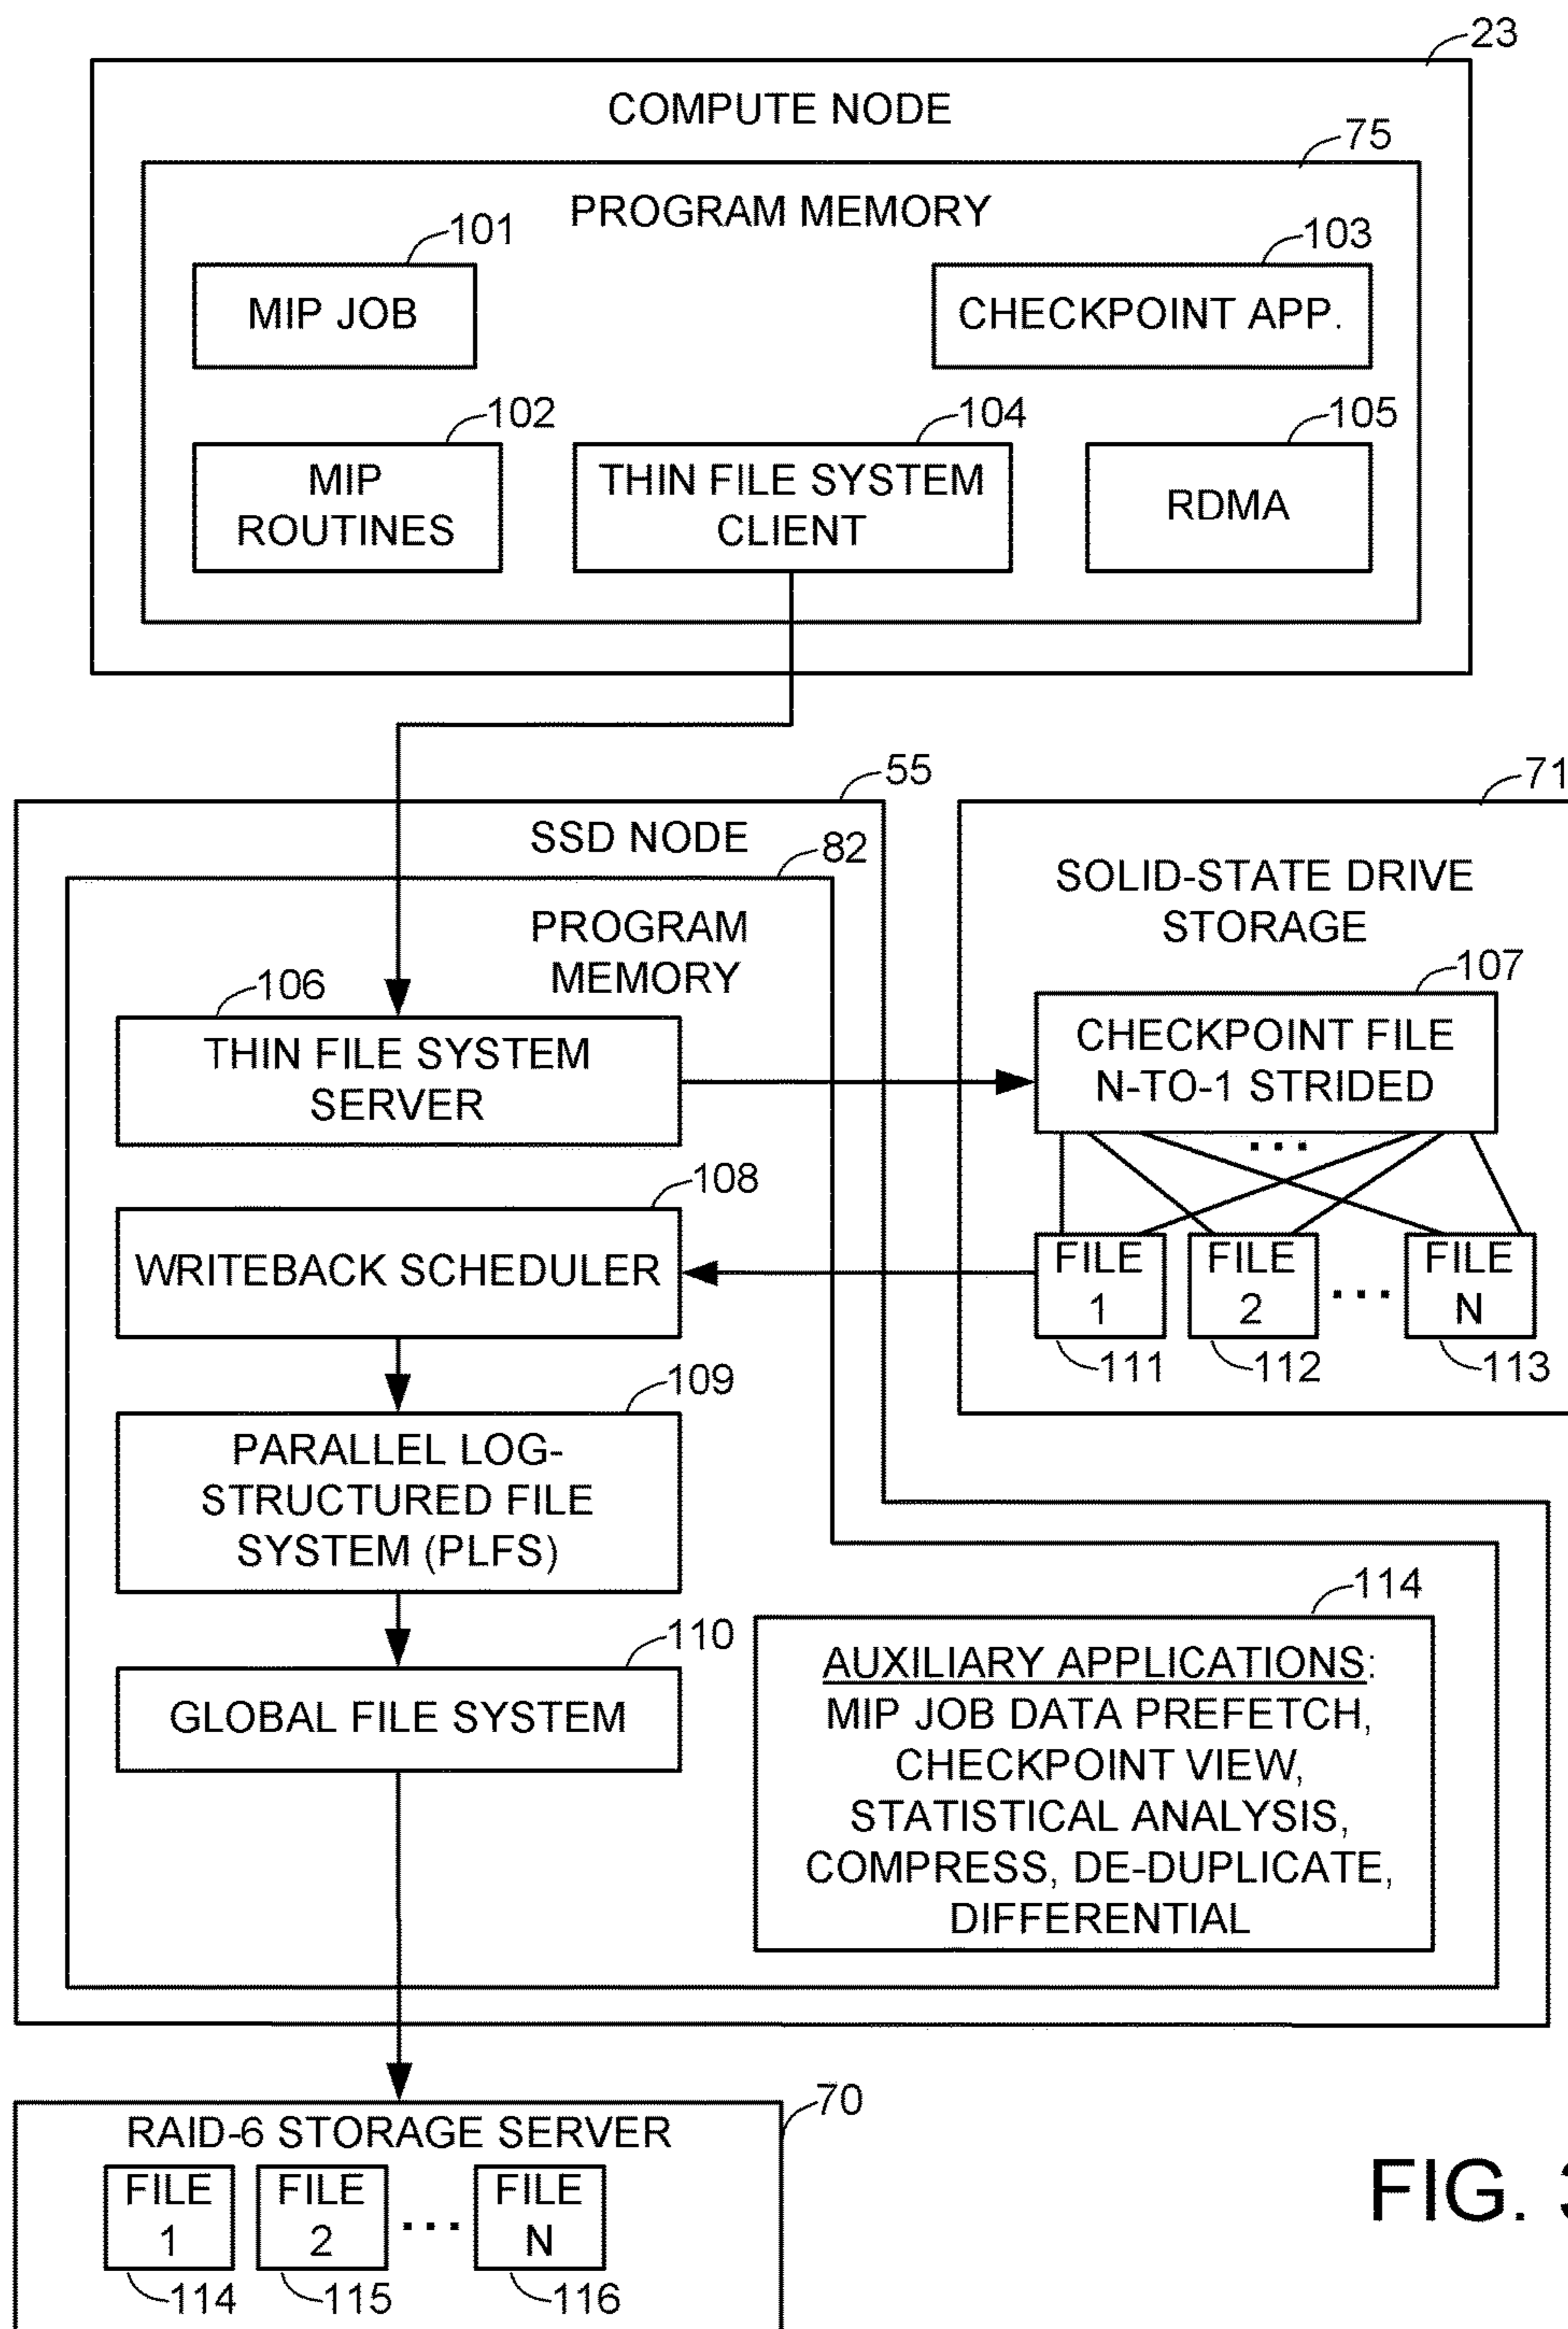 23
COMPUTE NODE
75
PROGRAM MEMORY
101
103
MIP JOB
CHECKPOINT APP.
102
104
105
MIP
ROUTINES
THIN FILE SYSTEM
CLIENT
RDMA
55
71
SSD NODE
82
SOLID-STATE DRIVE
STORAGE
PROGRAM
MEMORY
106
107
THIN FILE SYSTEM
SERVER
CHECKPOINT FILE
N-TO-1 STRIDED
...
108
WRITEBACK SCHEDULER
FILE
1
FILE
2
...
FILE
N
111
112
113
109
PARALLEL LOG-
STRUCTURED FILE
SYSTEM (PLFS)
114
110
GLOBAL FILE SYSTEM
AUXILIARY APPLICATIONS:
MIP JOB DATA PREFETCH,
CHECKPOINT VIEW,
STATISTICAL ANALYSIS,
COMPRESS, DE-DUPLICATE,
DIFFERENTIAL
70
RAID-6 STORAGE SERVER
FILE
1
FILE
2
...
FILE
N
114
115
116
FIG. 3